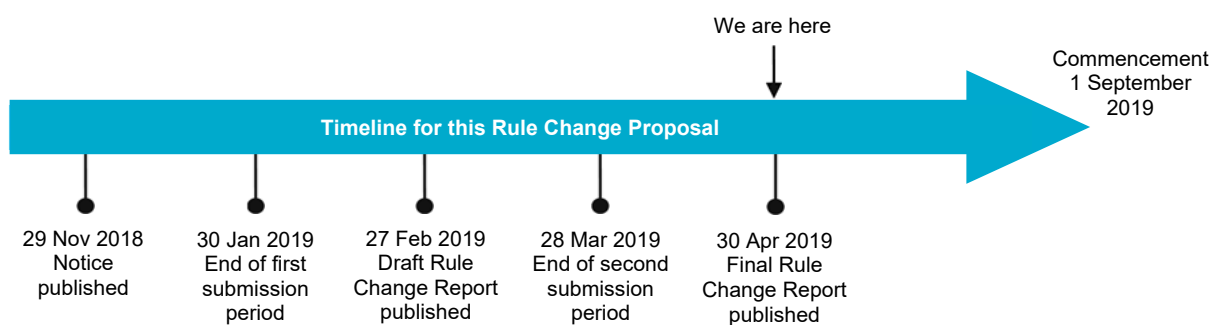 We are here
Commencement
1 September
2019
Timeline for this Rule Change Proposal
29 Nov 2018
Notice
published
30 Jan 2019
End of first
submission
period
27 Feb 2019
Draft Rule
Change Report
published
28 Mar 2019
End of second
submission
period
30 Apr 2019
Final Rule
Change Report
published